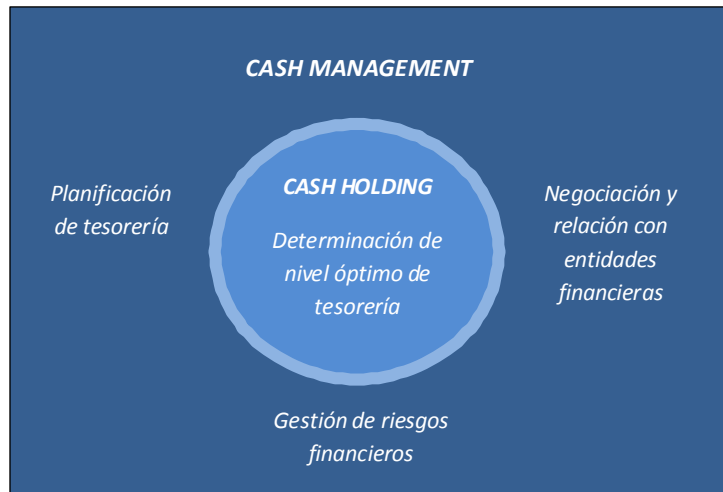 CASH MANAGEMENT
Planificación
de tesorería
CASH HOLDING
Determinación de
nivel óptimo de
tesorería
Negociación y
relación con
entidades
financieras
Gestión de riesgos
financieros